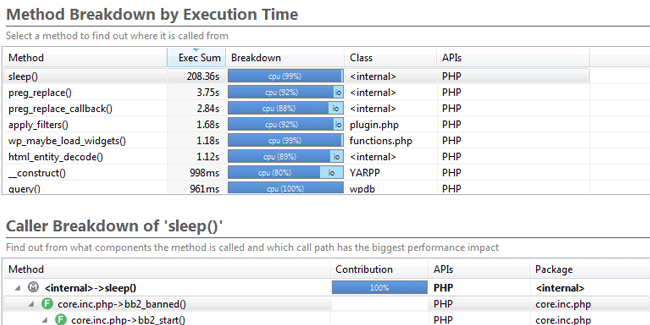 Method Breakdown by Execution Time
Select a method to find out where it is called from
Method Exec Sum Breakdown Class APIs
sleep() 208.36s cpu (99%) <internal> PHP
preg_replace() 3.75s cpu (92%) io <internal> PHP
preg_replace_callback() 2.84s cpu (88%) io <internal> PHP
apply_filters() 1.68s cpu (92%) io plugin.php PHP
wp_maybe_load_widgets() 1.18s cpu (99%) functions.php PHP
html_entity_decode() 1.12s cpu (89%) io <internal> PHP
__construct() 998ms cpu (80%) io YARPP PHP
query() 961ms cpu (100%) wpdb PHP
Caller Breakdown of 'sleep()'
Find out from what components the method is called and which call path has the biggest performance impact
Method Contribution APIs Package
M <internal>->sleep() 100% PHP <internal>
F core.inc.php->bb2_banned() PHP core.inc.php
F core.inc.php->bb2_start() PHP core.inc.php